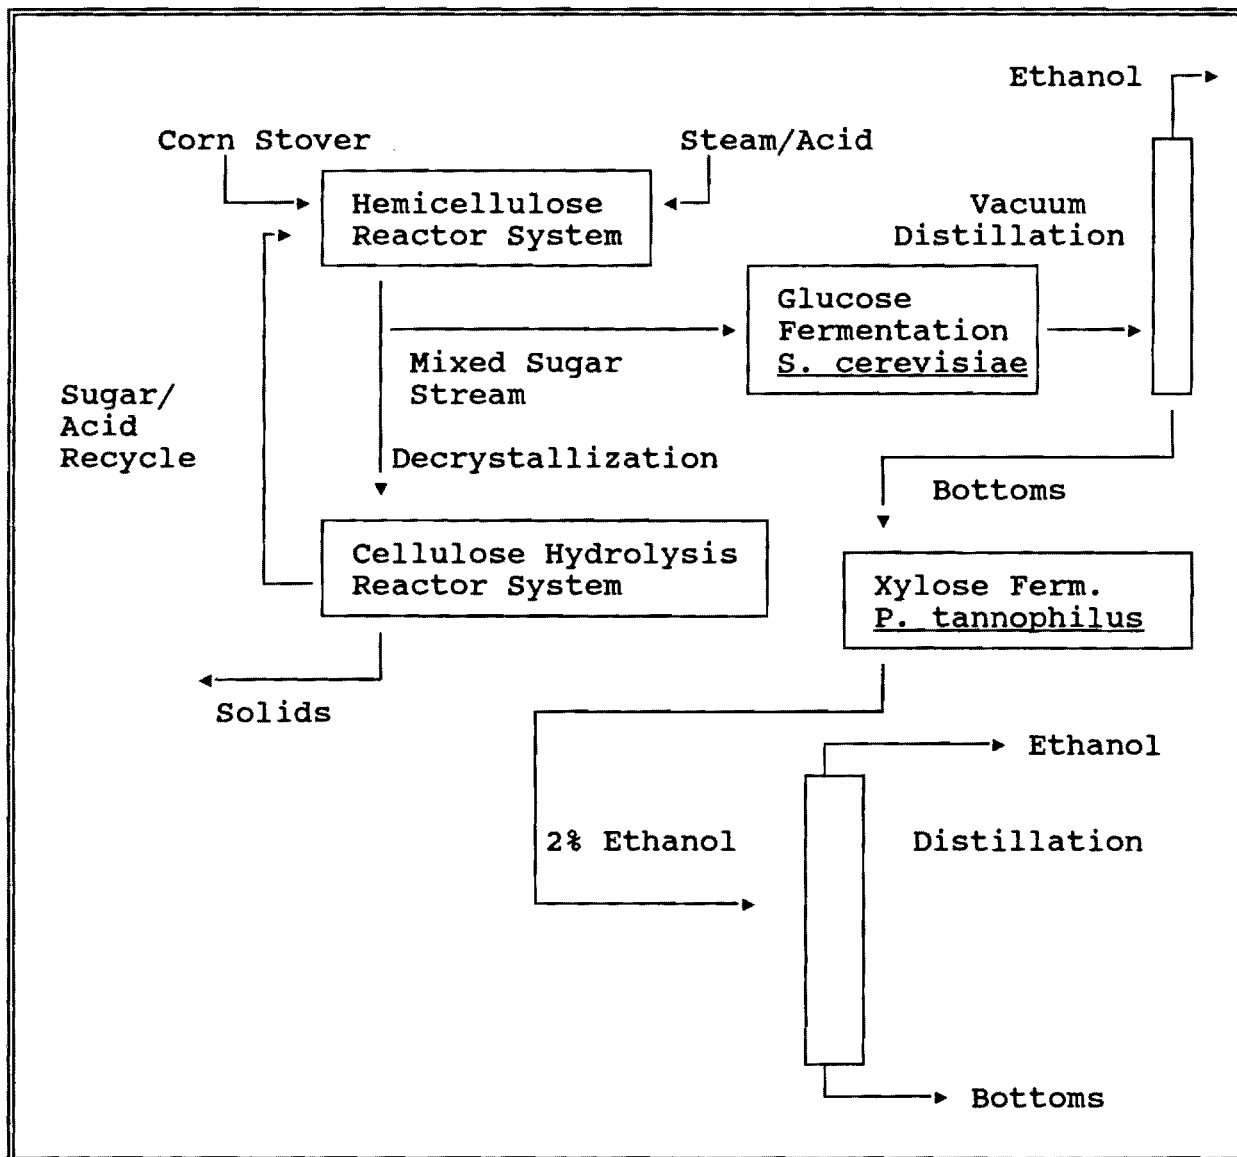 Ethanol
Corn Stover
Steam/Acid
Hemicellulose
Reactor System
Vacuum
Distillation
Glucose
Fermentation
S. cerevisiae
Mixed Sugar
Stream
Sugar/
Acid
Recycle
Decrystallization
Bottoms
Cellulose Hydrolysis
Reactor System
Xylose Ferm.
P. tannophilus
Solids
Ethanol
2% Ethanol
Distillation
Bottoms